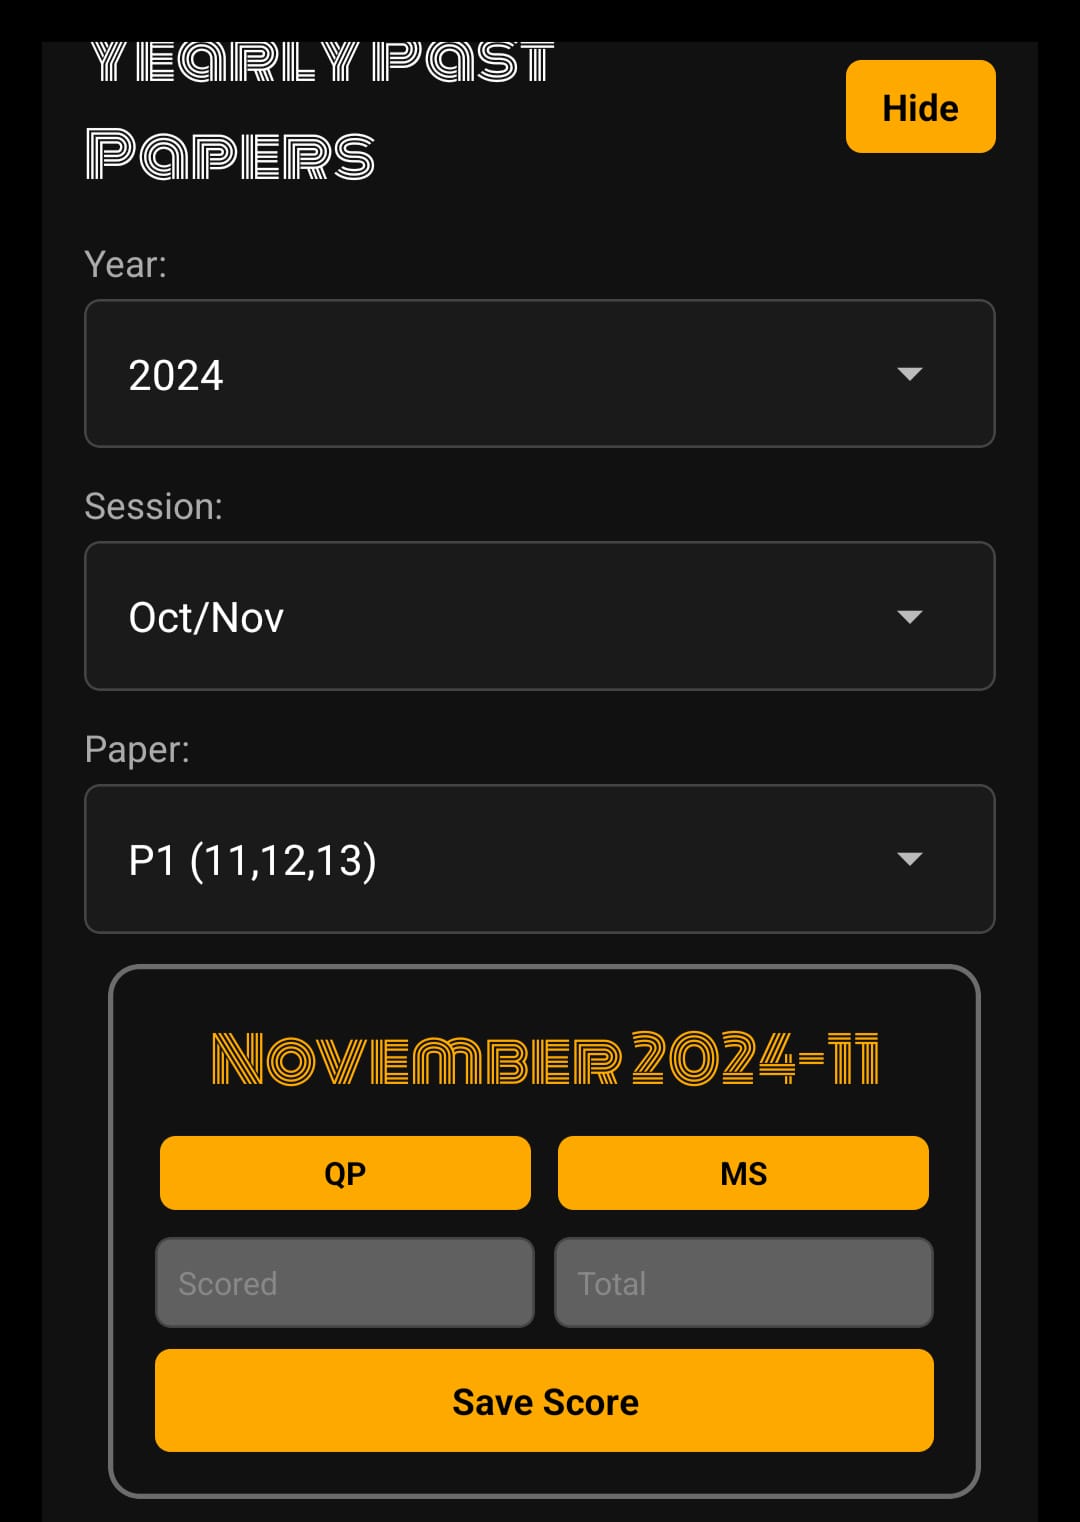 Yearly Past
Papers
Hide
Year:
2024
Session:
Oct/Nov
Paper:
P1 (11,12,13)
November 2024-11
QP
MS
Scored
Total
Save Score